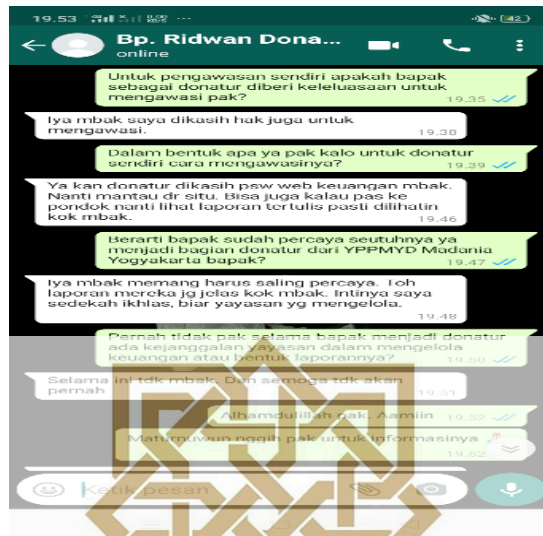 19.53
42
Bp. Ridwan Dona...
online
Untuk pengawasan sendiri apakah bapak
sebagai donatur diberi keleluasaan untuk
mengawasi pak?
19.35
Iya mbak saya dikasih hak juga untuk
mengawasi.
19.38
Dalam bentuk apa ya pak kalo untuk donatur
sendiri cara mengawasinya?
19.39
Ya kan donatur dikasih psw web keuangan mbak.
Nanti mantau dr situ. Bisa juga kalau pas ke
pondok nanti lihat laporan tertulis pasti dilihatin
kok mbak.
19.46
Berarti bapak sudah percaya seutuhnya ya
menjadi bagian donatur dari YPPMYD Madania
Yogyakarta bapak?
19.47
Iya mbak memang harus saling percaya. Toh
laporan mereka jg jelas kok mbak. Intinya saya
sedekah ikhlas, biar yayasan yg mengelola.
19.48
Pernah tidak pak selama bapak menjadi donatur
ada kejanggalan yayasan dalam mengelola
keuangan atau bentuk laporannya?
19.50
Selama ini tdk mbak. Dan semoga tdk akan
pernah
19.51
Alhamdulillah pak. Aamiin
19.52
Maturnuwun nggih pak untuk informasinya
19.52
Ketik pesan